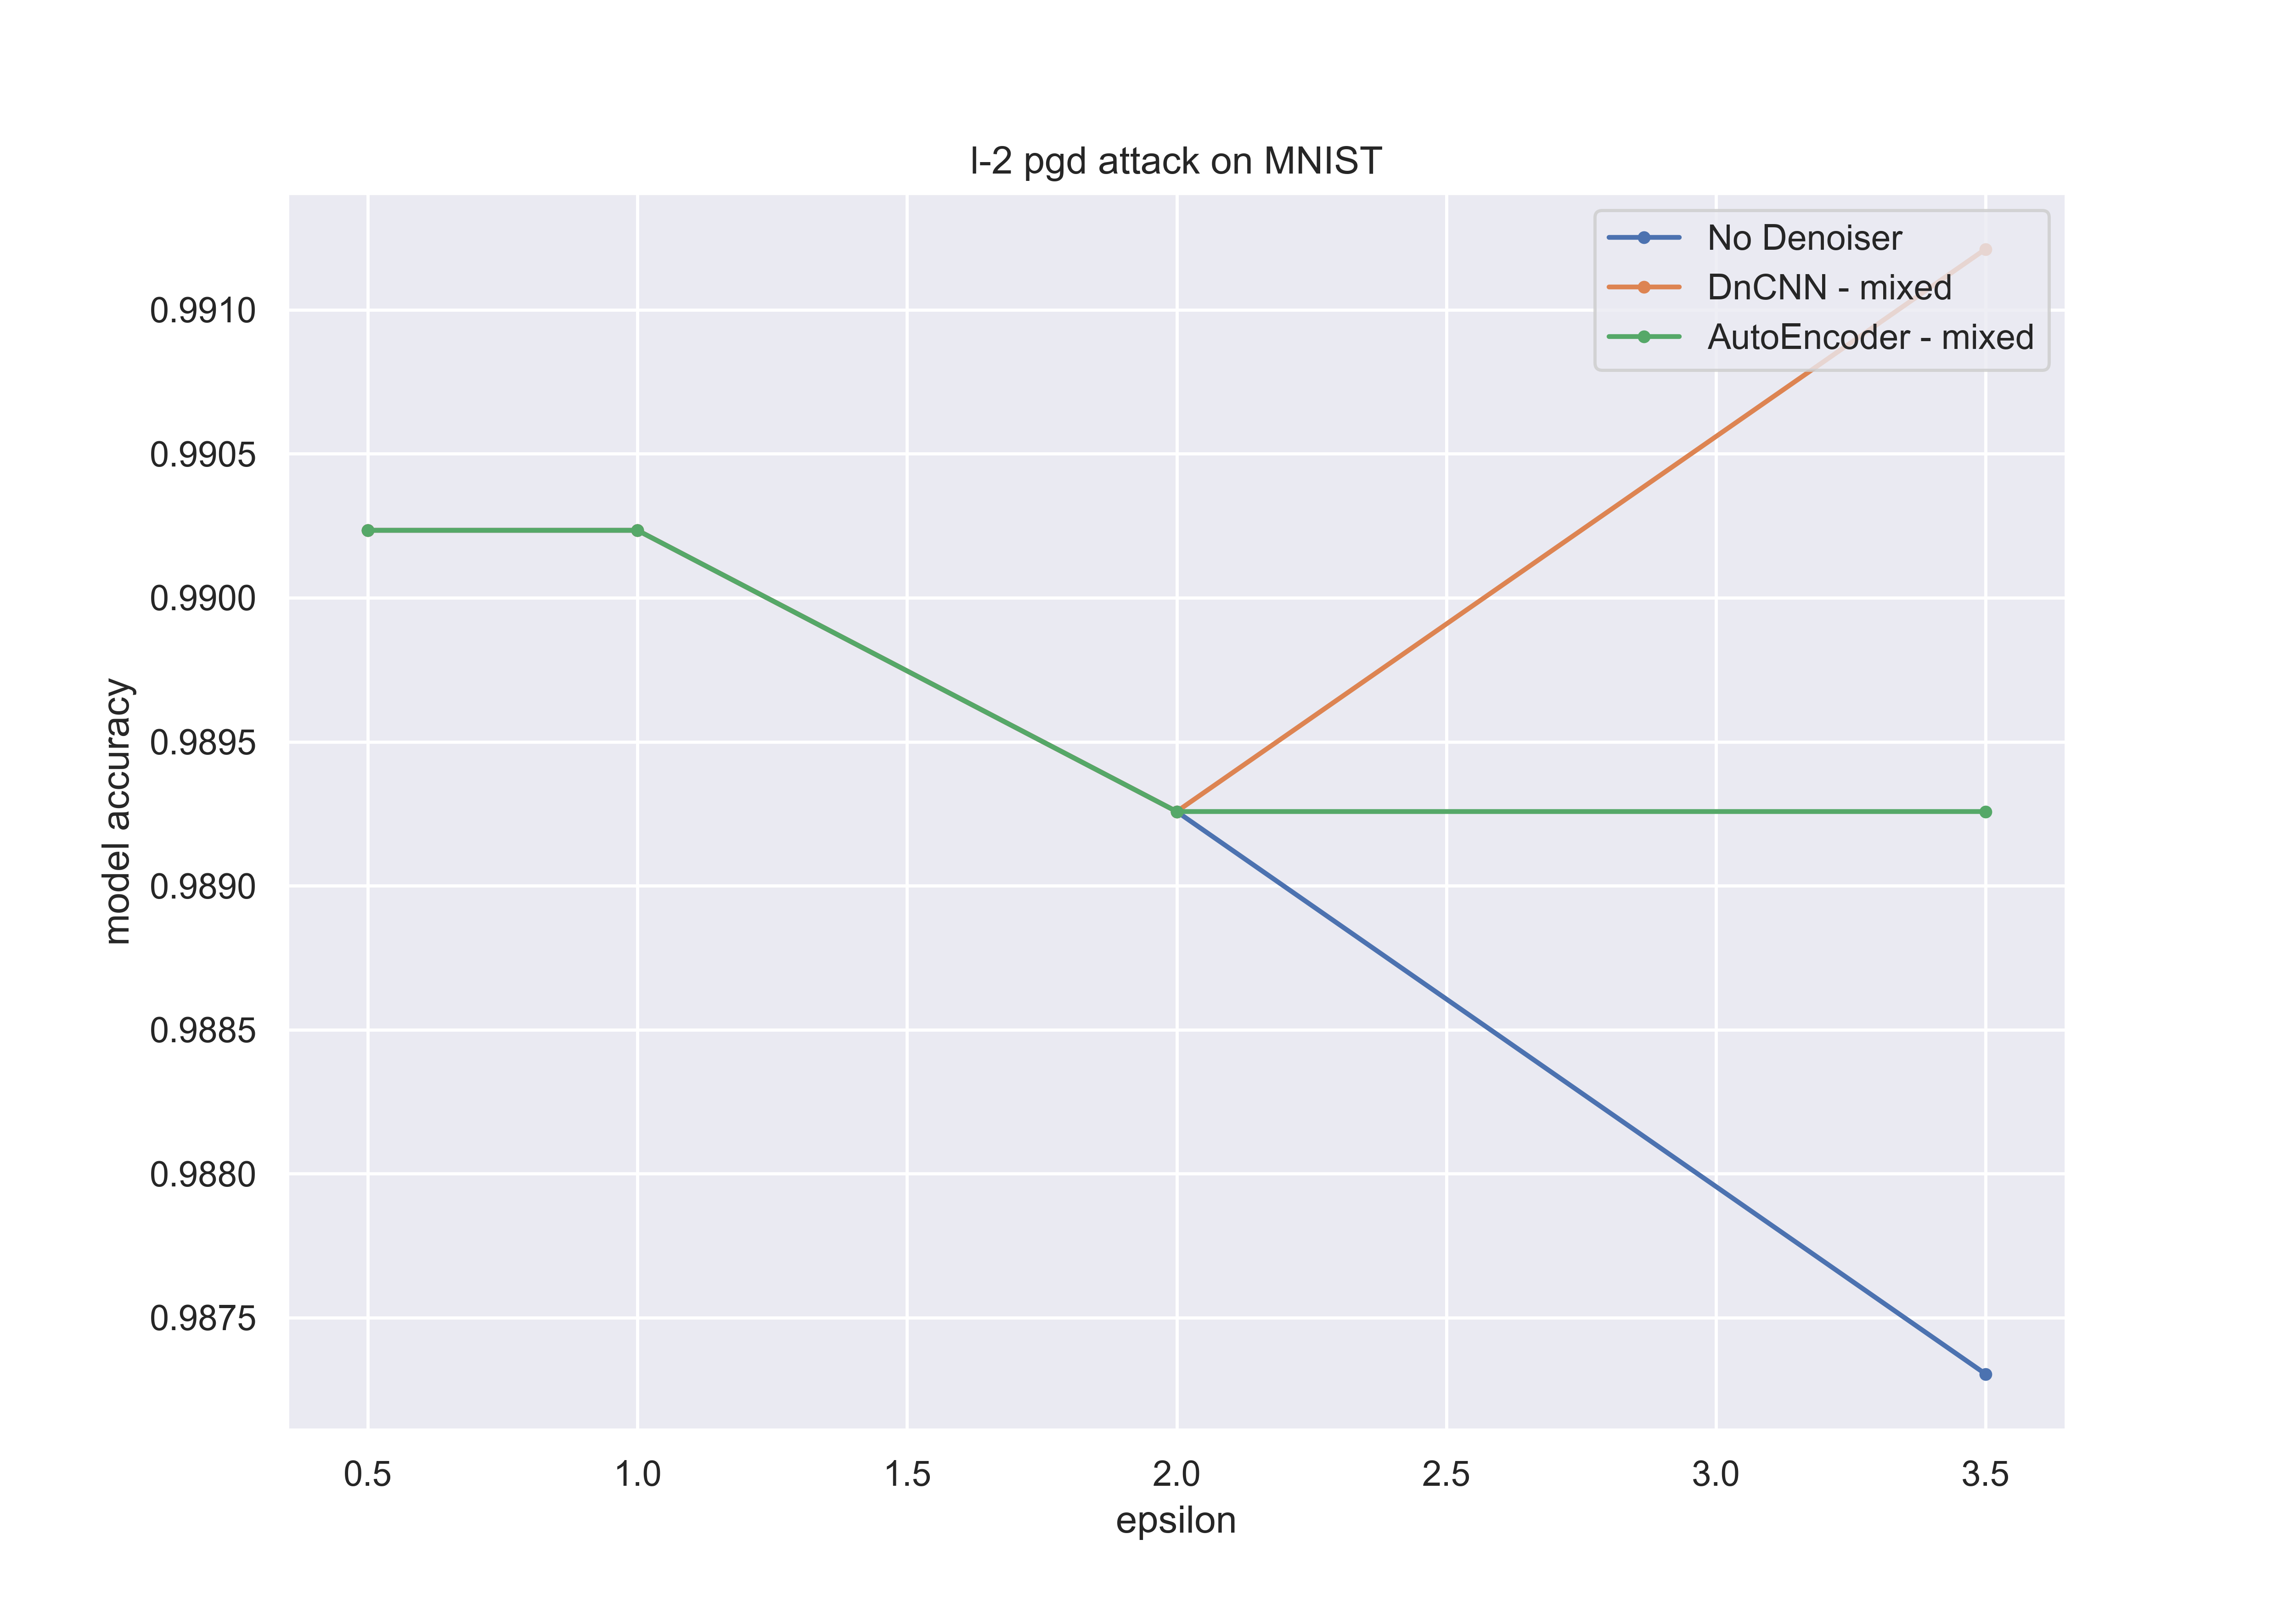 l-2 pgd attack on MNIST
No Denoiser
DnCNN - mixed
AutoEncoder - mixed
model accuracy
0.9910
0.9905
0.9900
0.9895
0.9890
0.9885
0.9880
0.9875
0.5 1.0 1.5 2.0 2.5 3.0 3.5
epsilon